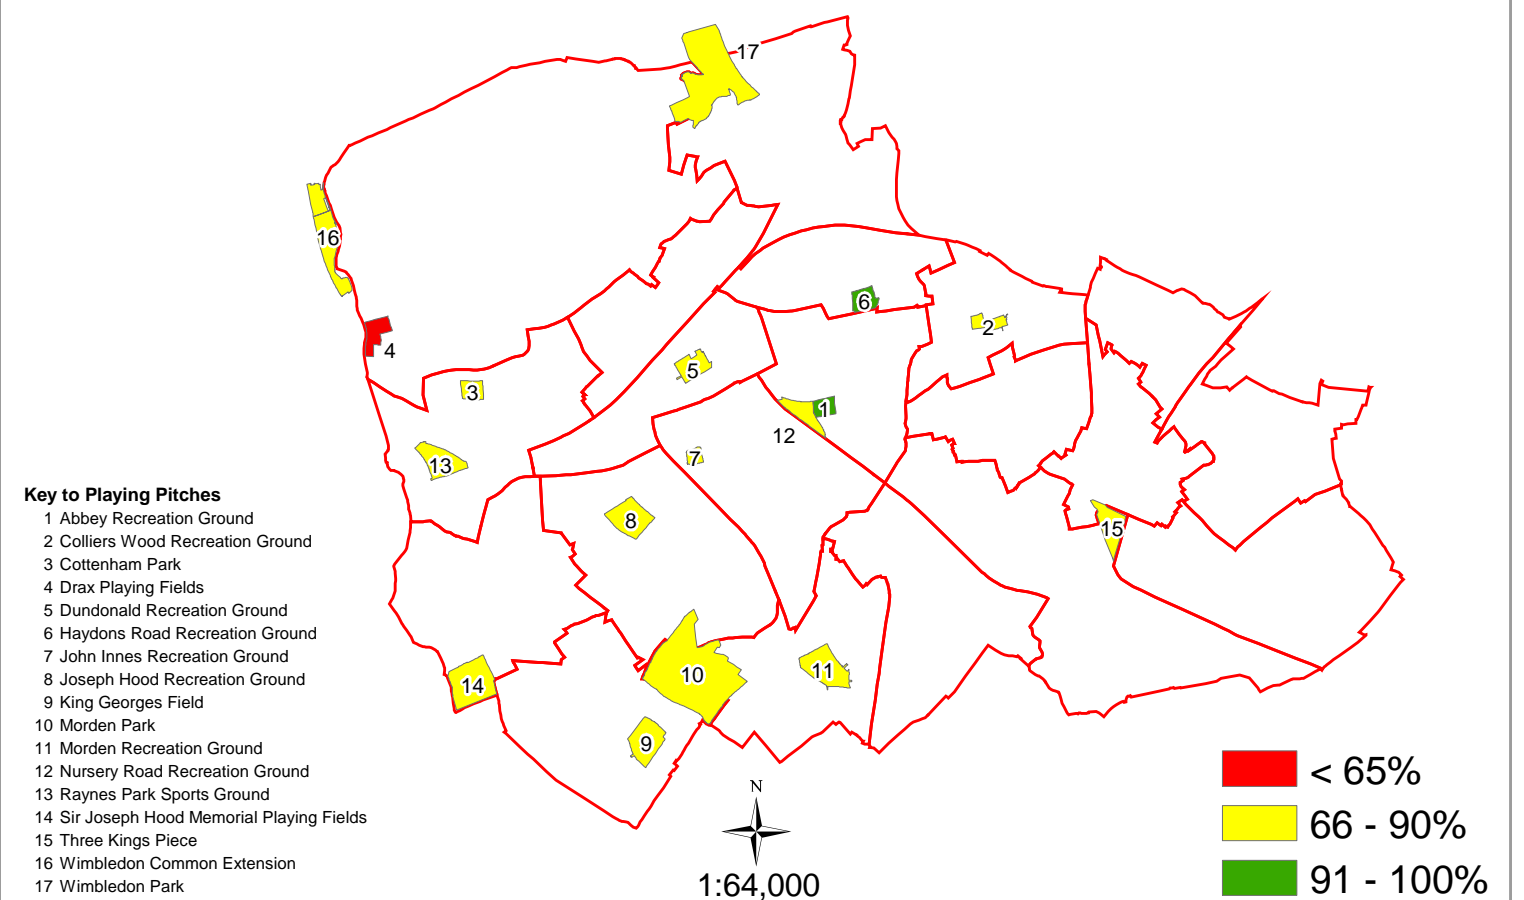 17
16
6
2
4
5
3
1
12
7
13
8
15
10
11
14
9
Key to Playing Pitches
1 Abbey Recreation Ground
2 Colliers Wood Recreation Ground
3 Cottenham Park
4 Drax Playing Fields
5 Dundonald Recreation Ground
6 Haydons Road Recreation Ground
7 John Innes Recreation Ground
8 Joseph Hood Recreation Ground
9 King Georges Field
10 Morden Park
11 Morden Recreation Ground
12 Nursery Road Recreation Ground
13 Raynes Park Sports Ground
14 Sir Joseph Hood Memorial Playing Fields
15 Three Kings Piece
16 Wimbledon Common Extension
17 Wimbledon Park
N
1:64,000
< 65%
66 - 90%
91 - 100%